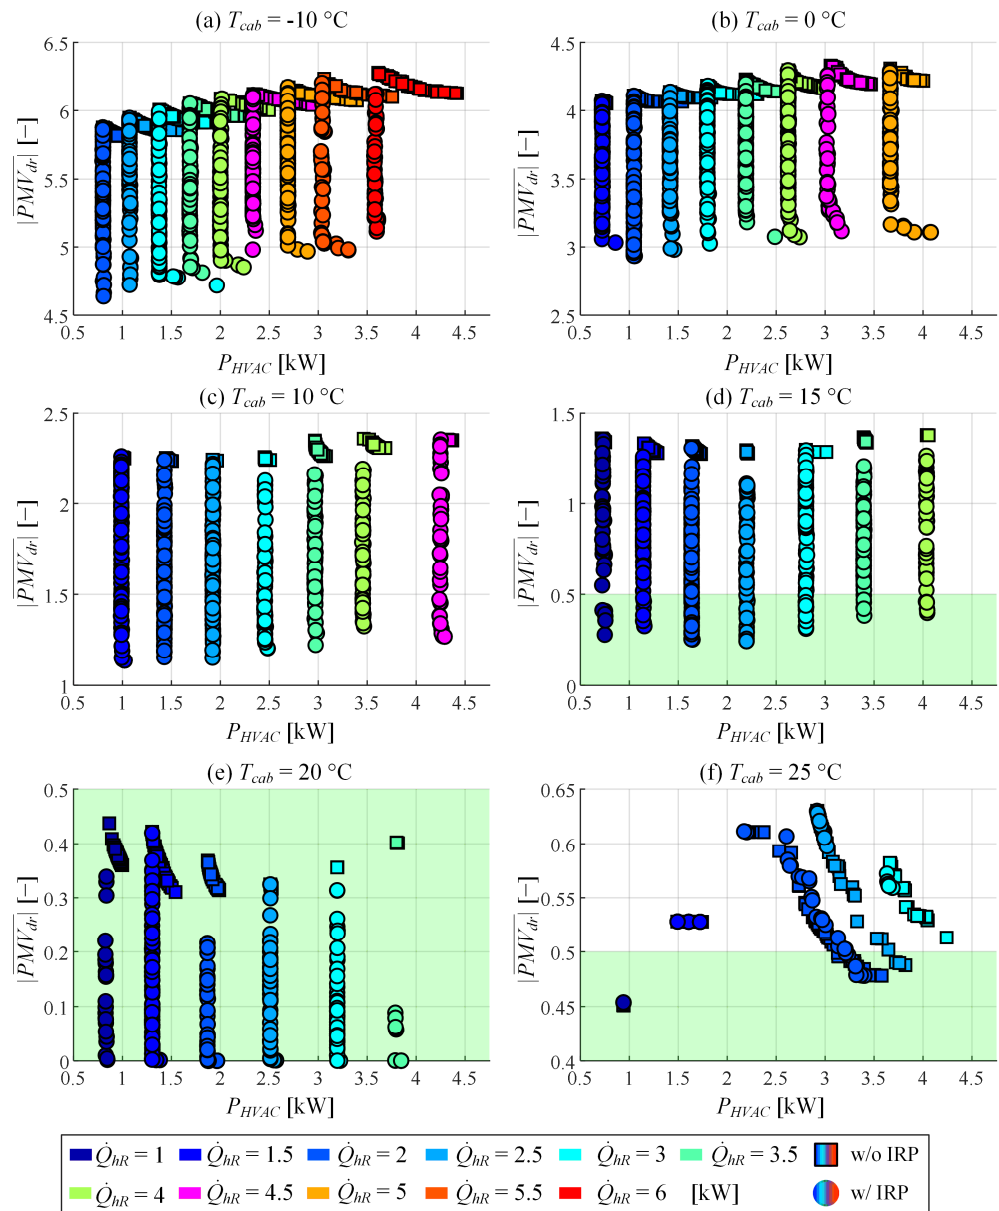 (a) T_cab = -10 °C
(b) T_cab = 0 °C
6.5
6
5.5
5
4.5
|PMV_dr| [−]
0.5 1 1.5 2 2.5 3 3.5 4 4.5
P_HVAC [kW]
4.5
4
3.5
3
2.5
|PMV_dr| [−]
0.5 1 1.5 2 2.5 3 3.5 4 4.5
P_HVAC [kW]
(c) T_cab = 10 °C
(d) T_cab = 15 °C
2.5
2
1.5
1
|PMV_dr| [−]
0.5 1 1.5 2 2.5 3 3.5 4 4.5
P_HVAC [kW]
1.5
1
0.5
0
|PMV_dr| [−]
0.5 1 1.5 2 2.5 3 3.5 4 4.5
P_HVAC [kW]
(e) T_cab = 20 °C
(f) T_cab = 25 °C
0.5
0.4
0.3
0.2
0.1
0
|PMV_dr| [−]
0.5 1 1.5 2 2.5 3 3.5 4 4.5
P_HVAC [kW]
0.65
0.6
0.55
0.5
0.45
0.4
|PMV_dr| [−]
0.5 1 1.5 2 2.5 3 3.5 4 4.5
P_HVAC [kW]
Q̇_hR = 1 Q̇_hR = 1.5 Q̇_hR = 2 Q̇_hR = 2.5 Q̇_hR = 3 Q̇_hR = 3.5 w/o IRP
Q̇_hR = 4 Q̇_hR = 4.5 Q̇_hR = 5 Q̇_hR = 5.5 Q̇_hR = 6 [kW] w/ IRP